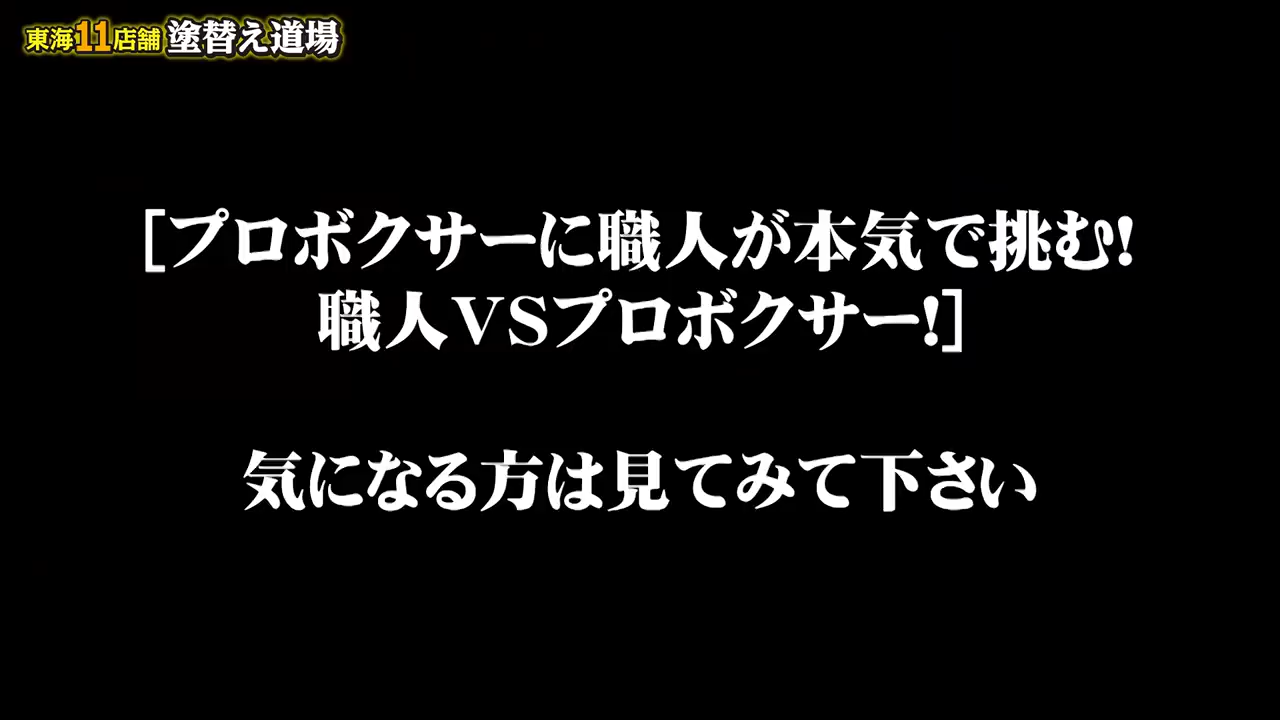 東海11店舗 塗替え道場
[プロボクサーに職人が本気で挑む!
職人VSプロボクサー!]
気になる方は見てみて下さい